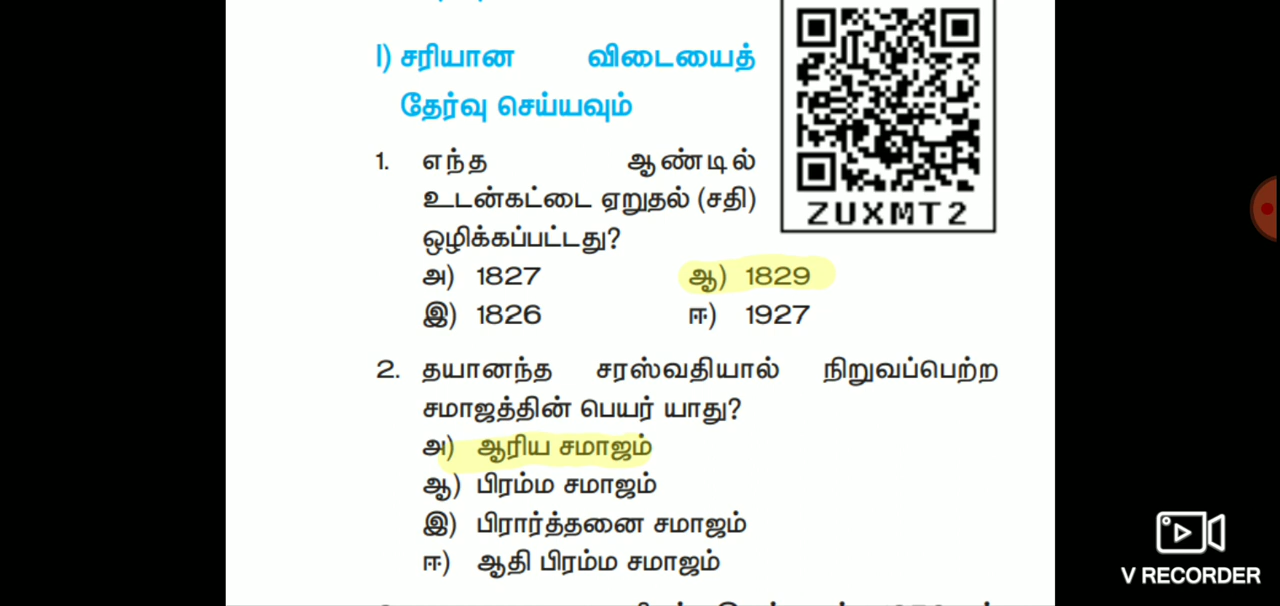 I) சரியான விடையைத்
தேர்வு செய்யவும்
ZUXMT2
1. எந்த ஆண்டில்
உடன்கட்டை ஏறுதல் (சதி)
ஒழிக்கப்பட்டது?
அ) 1827 ஆ) 1829
இ) 1826 ஈ) 1927
2. தயானந்த சரஸ்வதியால் நிறுவப்பெற்ற
சமாஜத்தின் பெயர் யாது?
அ) ஆரிய சமாஜம்
ஆ) பிரம்ம சமாஜம்
இ) பிரார்த்தனை சமாஜம்
ஈ) ஆதி பிரம்ம சமாஜம்
V RECORDER